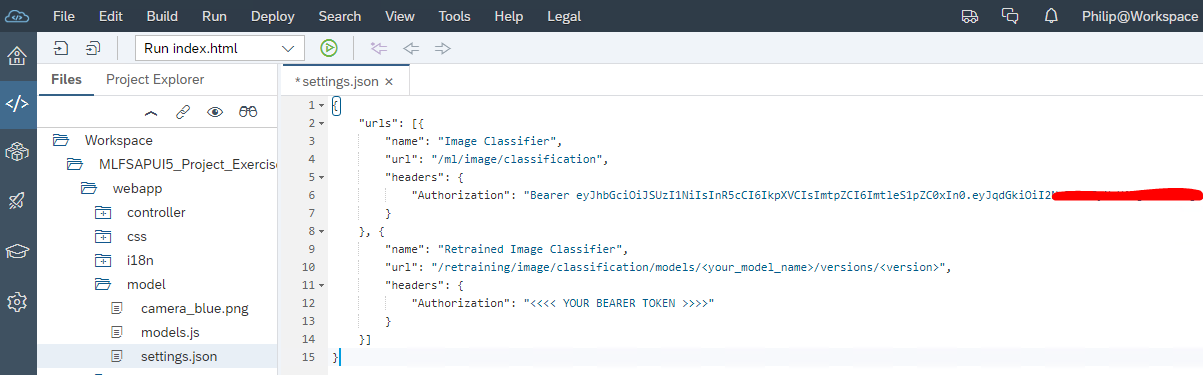 File Edit Build Run Deploy Search View Tools Help Legal Philip@Workspace
Run index.html
Files Project Explorer
*settings.json ×
Workspace
MLFSAPUI5_Project_Exercis
webapp
controller
css
i18n
model
camera_blue.png
models.js
settings.json
1 {
2 "urls": [{
3 "name": "Image Classifier",
4 "url": "/ml/image/classification",
5 "headers": {
6 "Authorization": "Bearer eyJhbGciOiJSUzI1NiIsInR5cCI6IkpXVCIsImtpZCI6ImtleS1pZC0xIn0.eyJqdGkiOiI2
7 }
8 }, {
9 "name": "Retrained Image Classifier",
10 "url": "/retraining/image/classification/models/<your_model_name>/versions/<version>",
11 "headers": {
12 "Authorization": "<<<< YOUR BEARER TOKEN >>>>"
13 }
14 }]
15 }